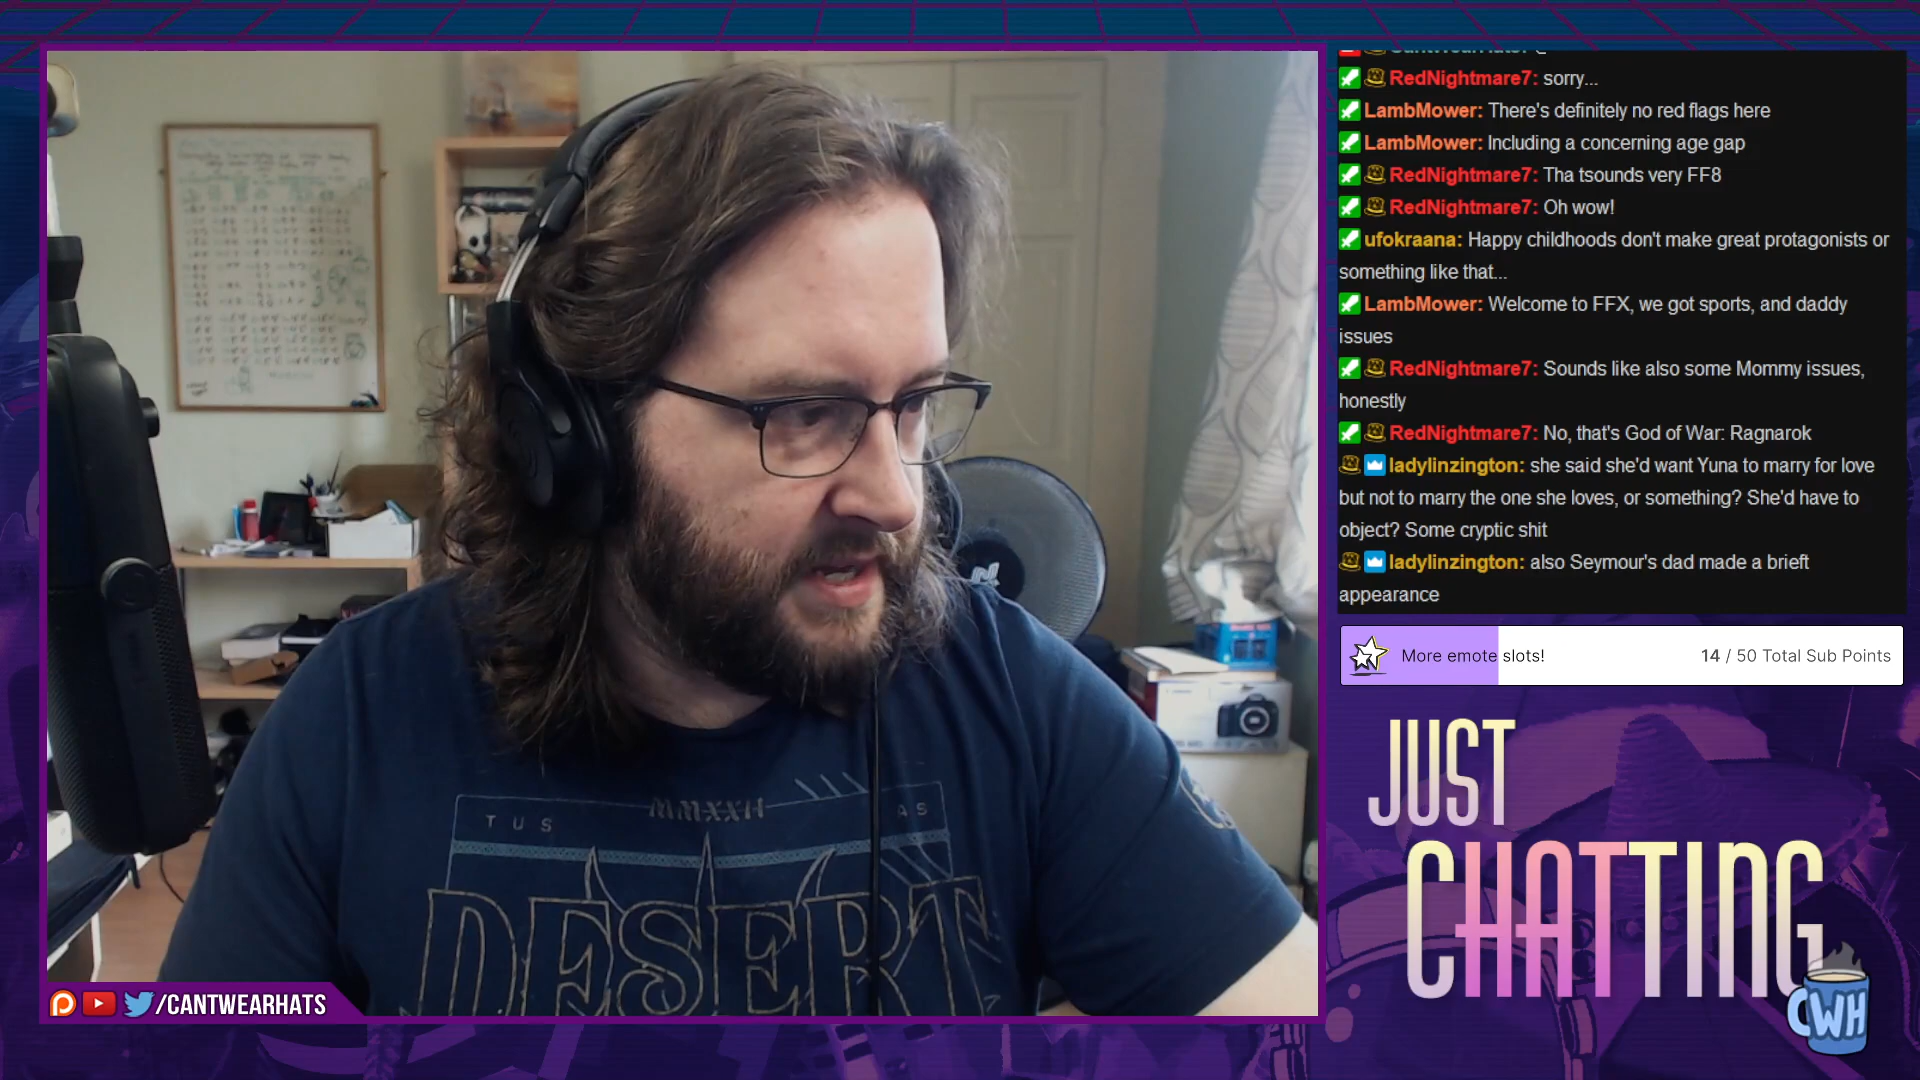 RedNightmare7: sorry...
LambMower: There's definitely no red flags here
LambMower: Including a concerning age gap
RedNightmare7: Tha tsounds very FF8
RedNightmare7: Oh wow!
ufokraana: Happy childhoods don't make great protagonists or
something like that...
LambMower: Welcome to FFX, we got sports, and daddy
issues
RedNightmare7: Sounds like also some Mommy issues,
honestly
RedNightmare7: No, that's God of War: Ragnarok
ladylinzington: she said she'd want Yuna to marry for love
but not to marry the one she loves, or something? She'd have to
object? Some cryptic shit
ladylinzington: also Seymour's dad made a brieft
appearance
More emote slots!
14 / 50 Total Sub Points
JUST
CHATTING
CWH
TUS
MMXXII
AS
DESERT
/CANTWEARHATS